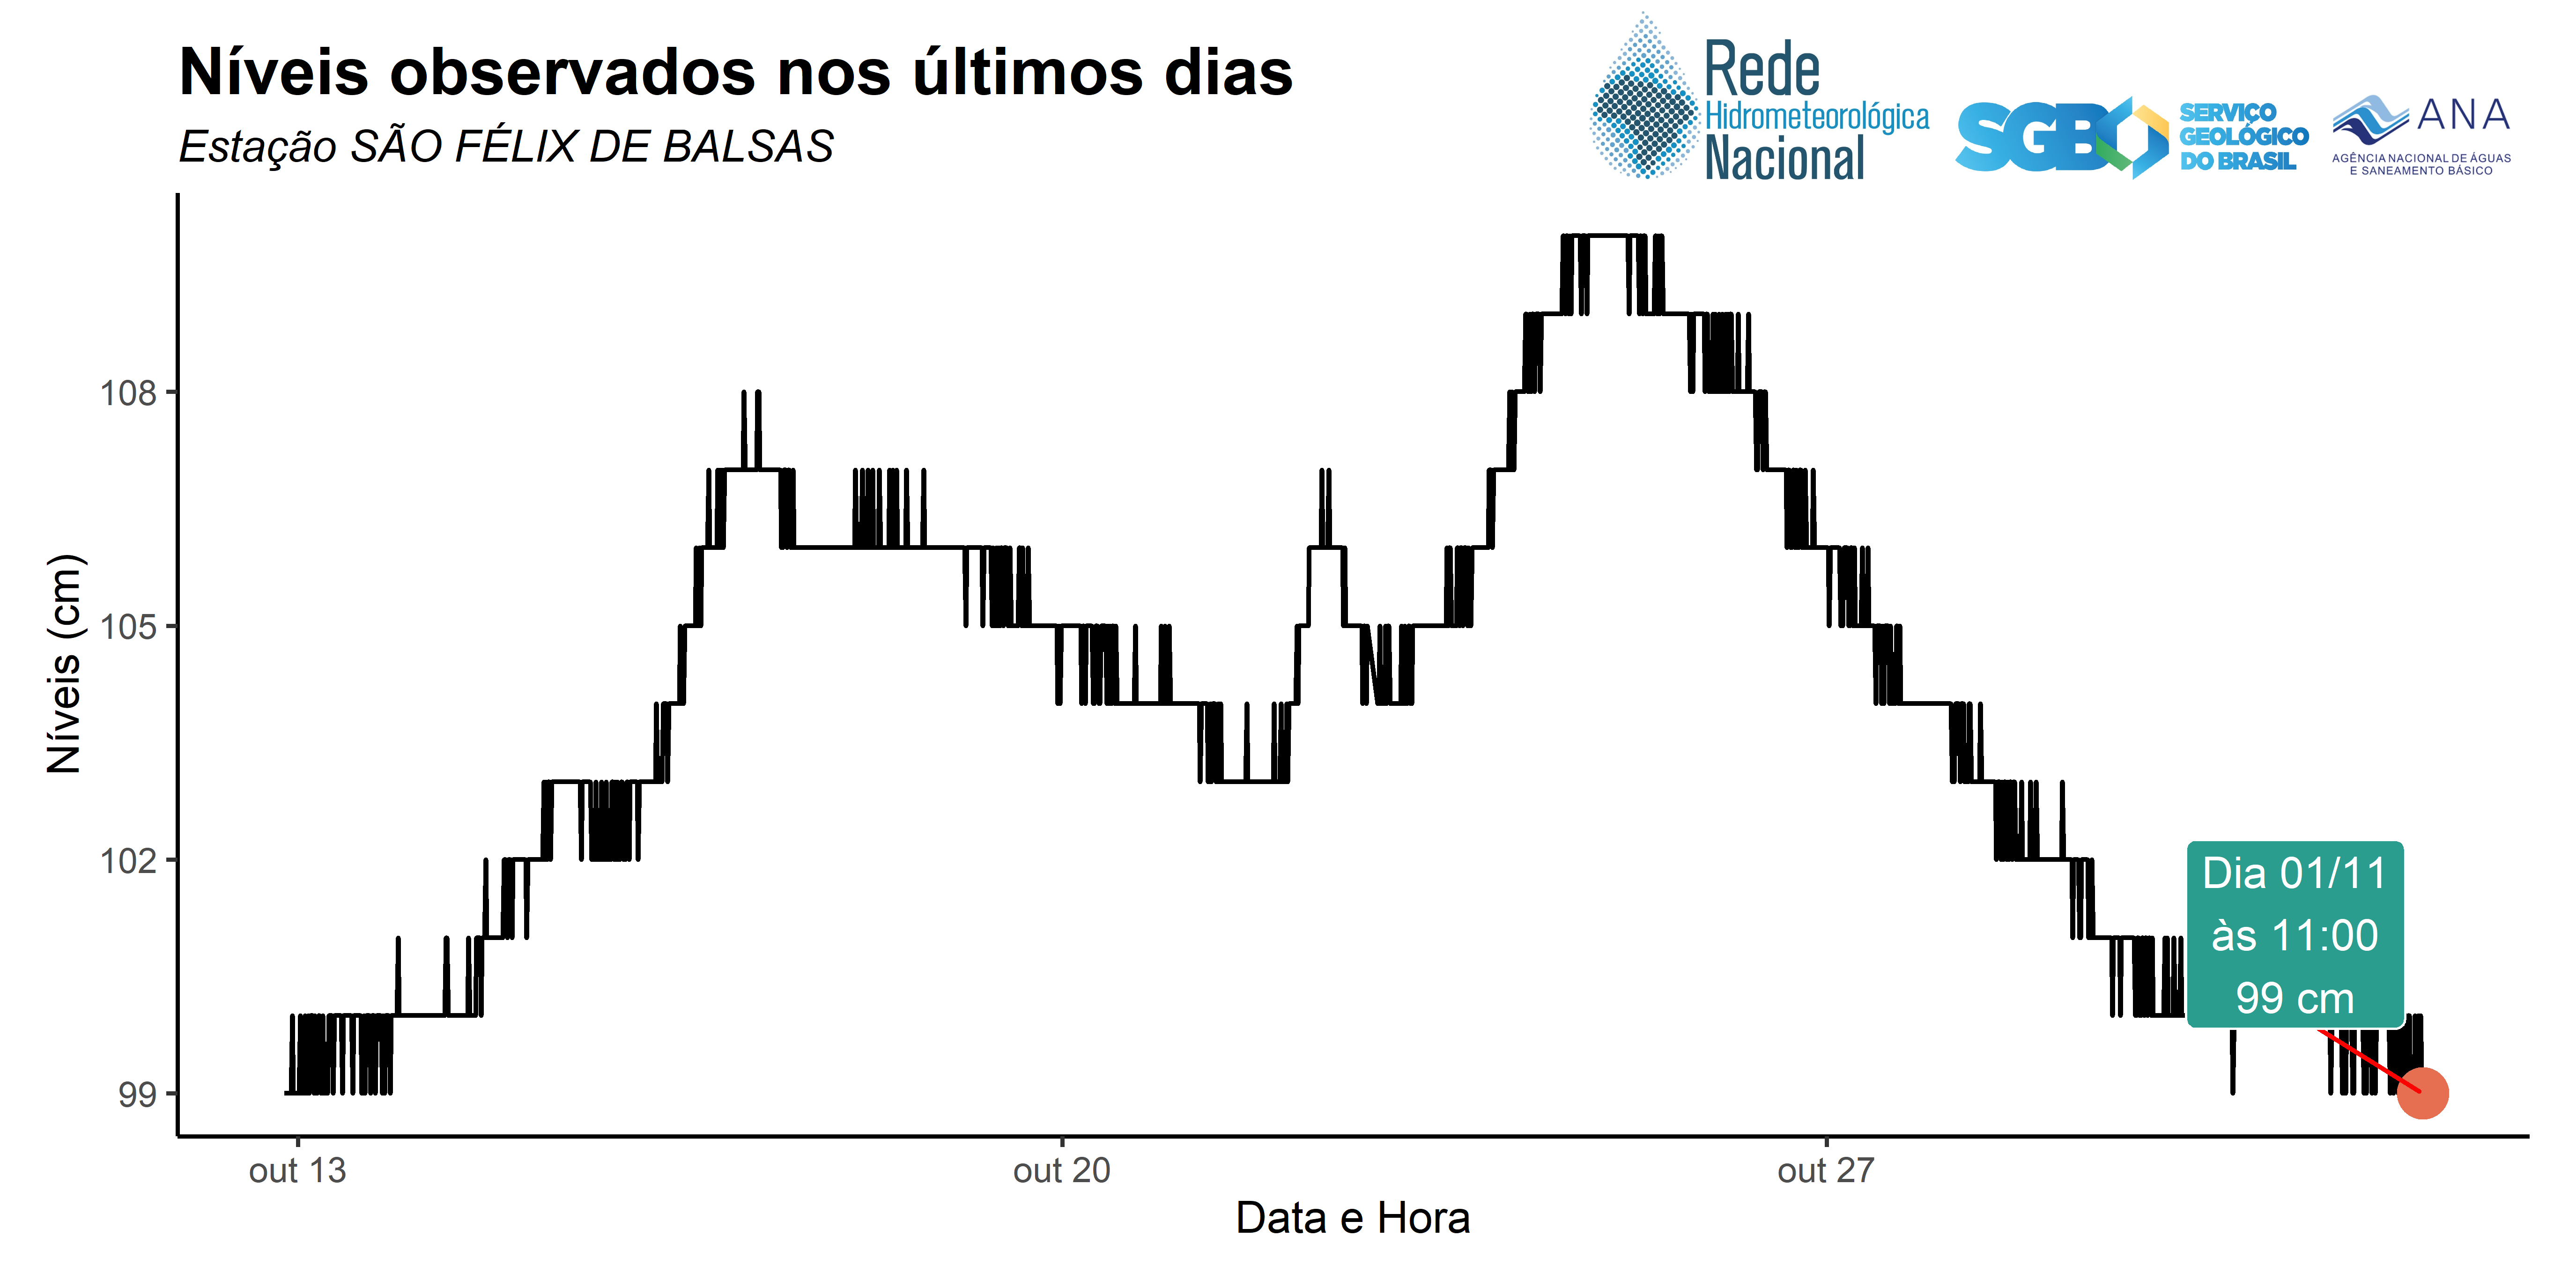 Níveis observados nos últimos dias
Estação SÃO FÉLIX DE BALSAS
Rede
Hidrometeorológica
Nacional
SGB
SERVIÇO
GEOLÓGICO
DO BRASIL
ANA
AGÊNCIA NACIONAL DE ÁGUAS
E SANEAMENTO BÁSICO
Níveis (cm)
108
105
102
99
Dia 01/11
às 11:00
99 cm
out 13
out 20
out 27
Data e Hora